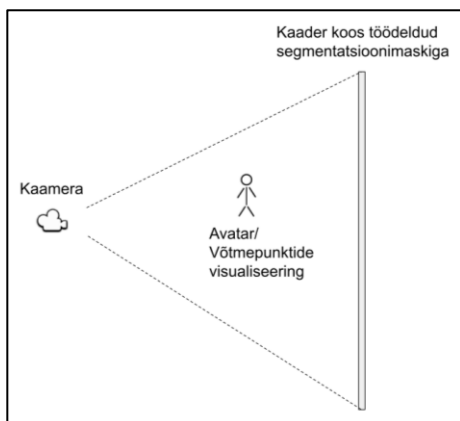 Kaader koos töödeldud
segmentatsioonimaskiga
Kaamera
Avatar/
Võtmepunktide
visualiseering